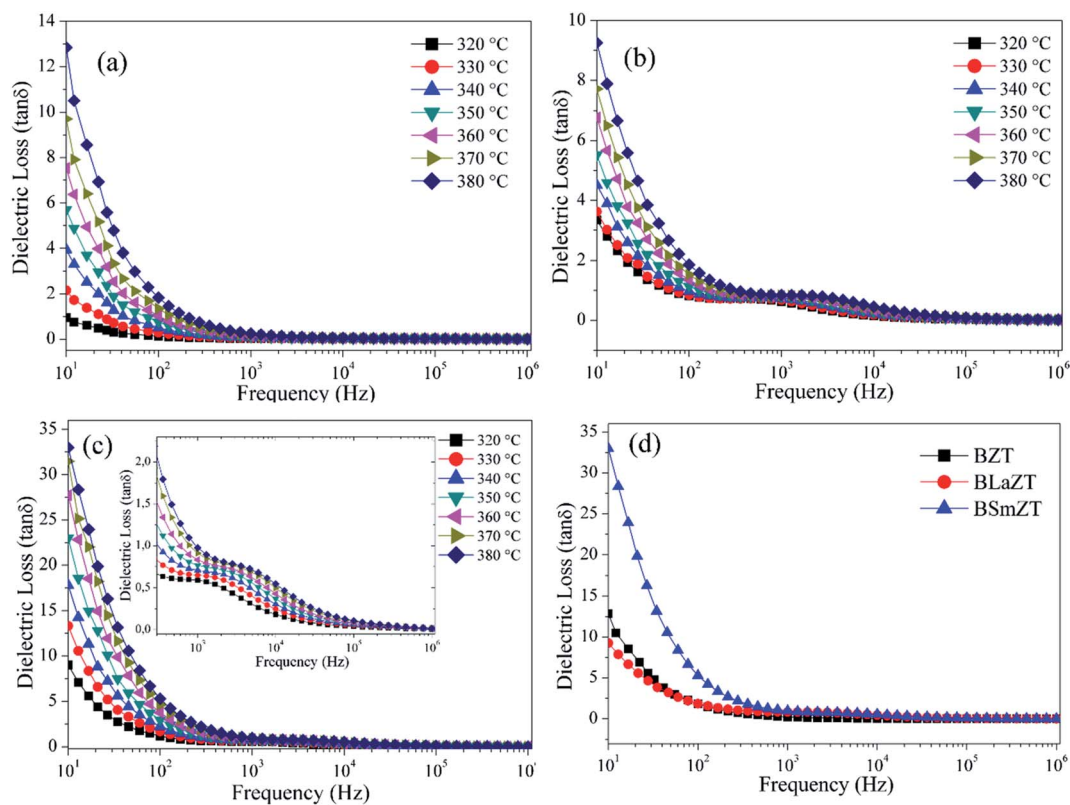 (a)
Dielectric Loss (tanδ)
14
12
10
8
6
4
2
0
320 °C
330 °C
340 °C
350 °C
360 °C
370 °C
380 °C
10¹ 10² 10³ 10⁴ 10⁵ 10⁶
Frequency (Hz)
(b)
Dielectric Loss (tanδ)
10
8
6
4
2
0
320 °C
330 °C
340 °C
350 °C
360 °C
370 °C
380 °C
10¹ 10² 10³ 10⁴ 10⁵ 10⁶
Frequency (Hz)
(c)
Dielectric Loss (tanδ)
35
30
25
20
15
10
5
0
Dielectric Loss (tanδ)
2,0
1,5
1,0
0,5
0,0
10³ 10⁴ 10⁵ 10⁶
Frequency (Hz)
320 °C
330 °C
340 °C
350 °C
360 °C
370 °C
380 °C
10¹ 10² 10³ 10⁴ 10⁵
Frequency (Hz)
(d)
Dielectric Loss (tanδ)
35
30
25
20
15
10
5
0
BZT
BLaZT
BSmZT
10¹ 10² 10³ 10⁴ 10⁵ 10⁶
Frequency (Hz)